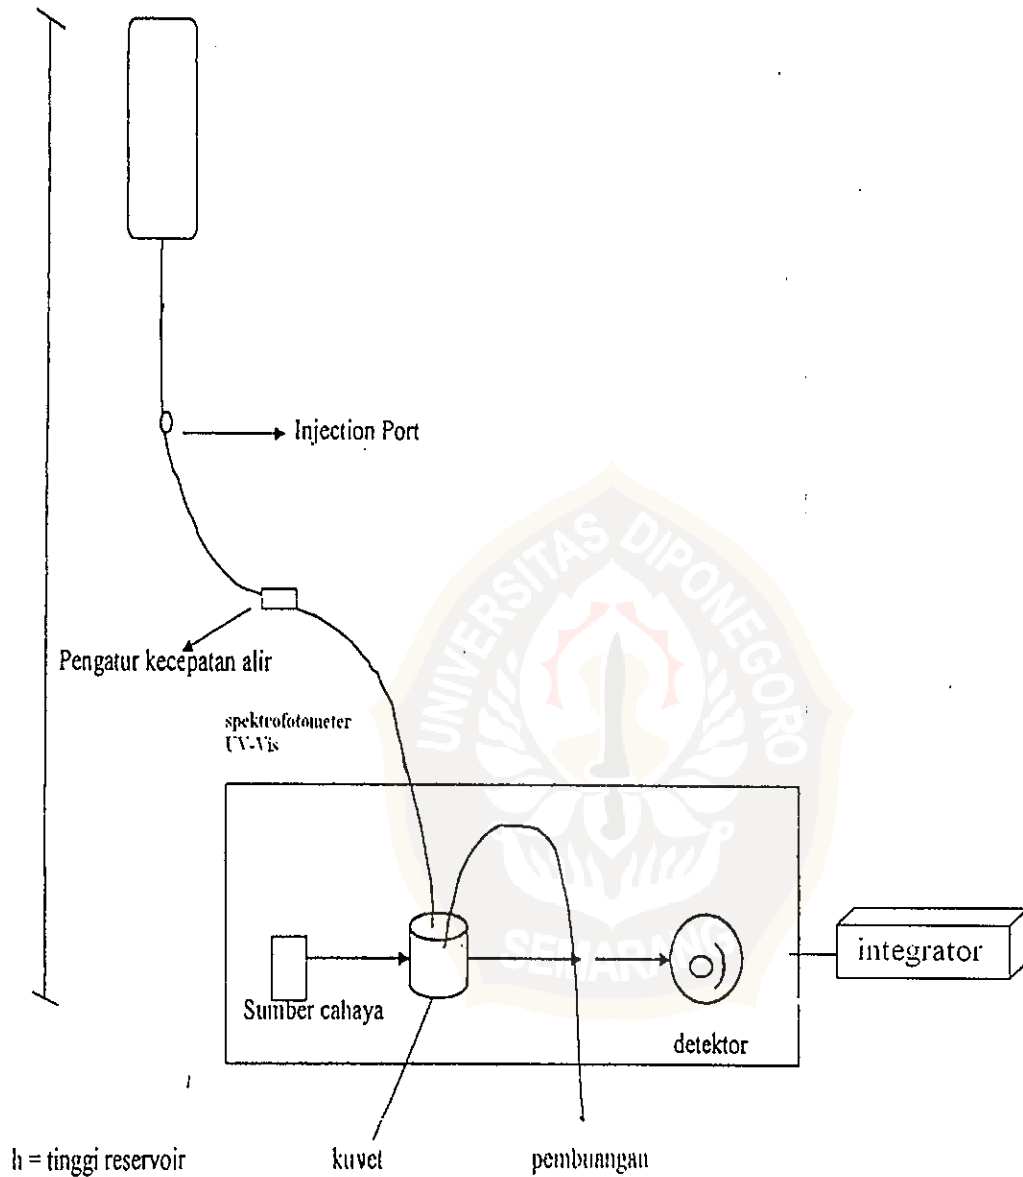 Injection Port
Pengatur kecepatan alir
spektrofotometer
UV-Vis
UNIVERSITAS DIPONEGORO
SEMARANG
integrator
Sumber cahaya
detektor
h = tinggi reservoir
kuvet
pembuangan